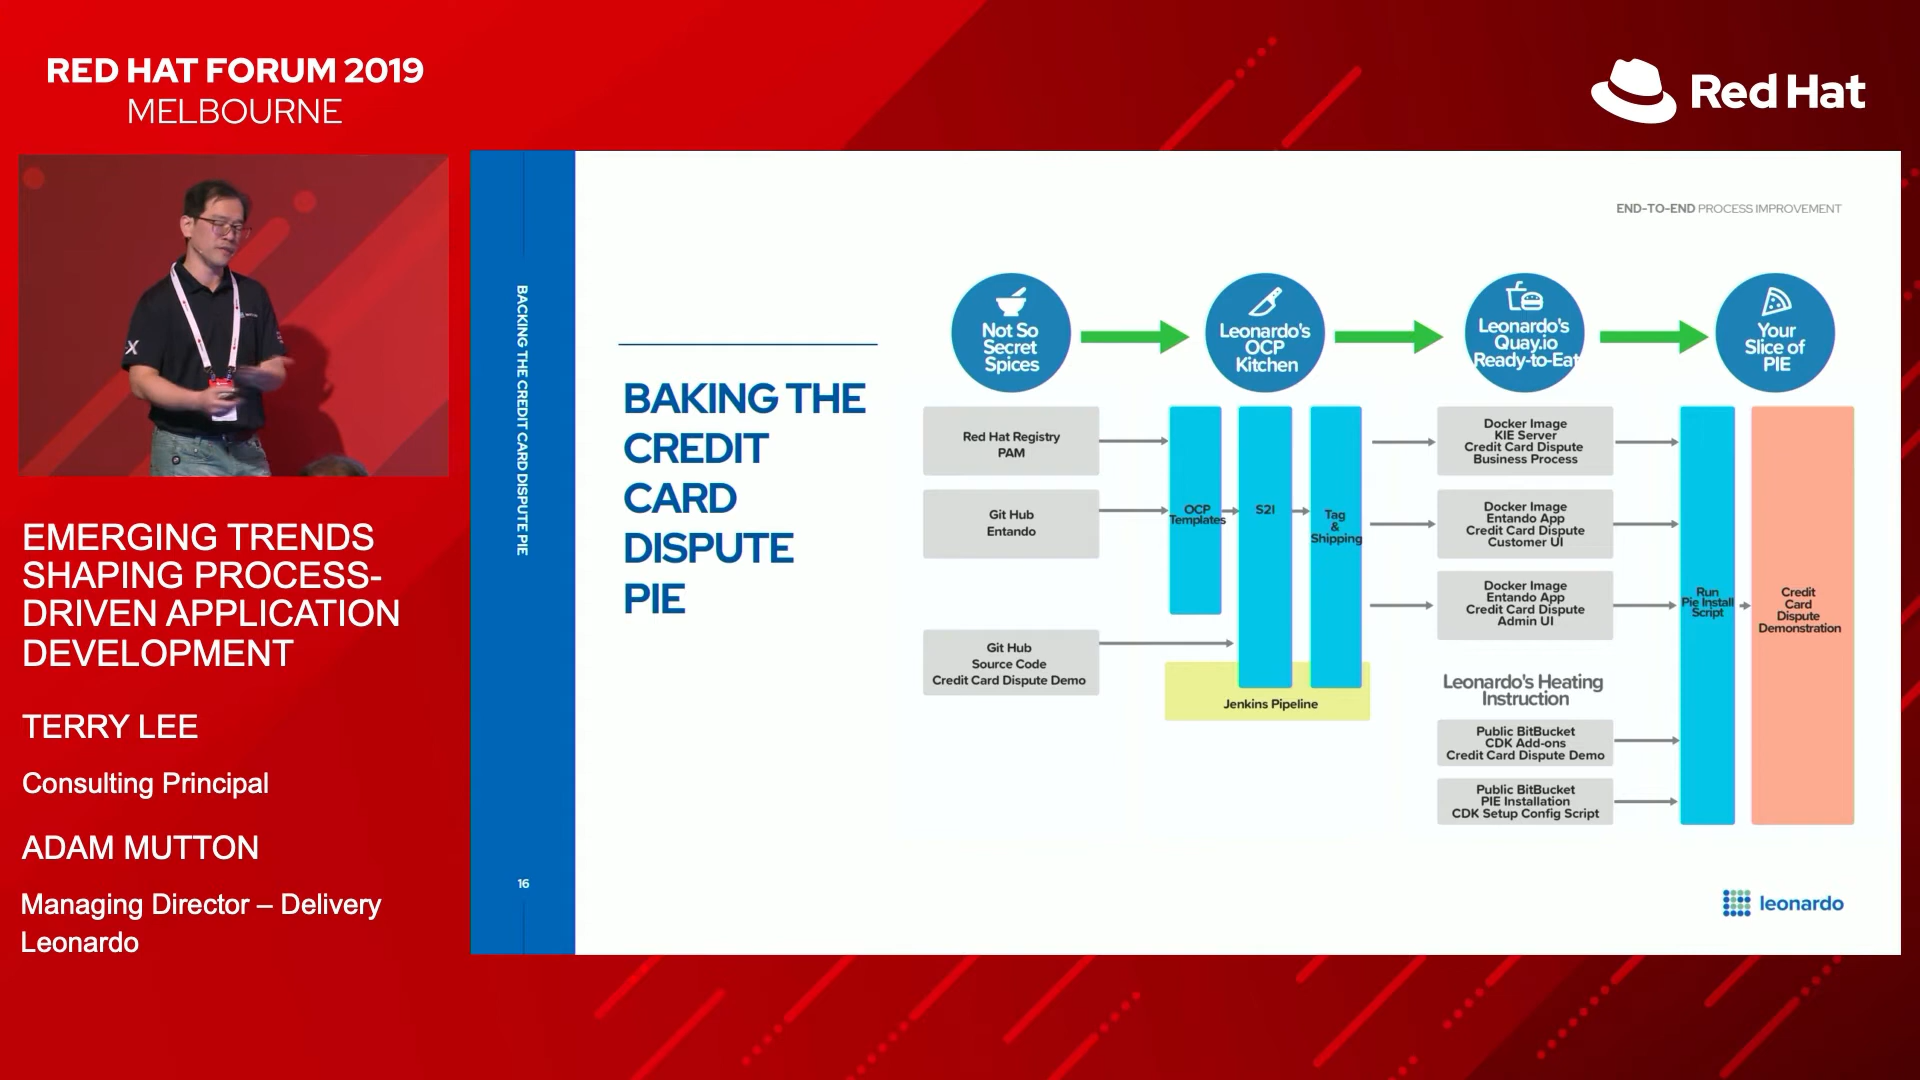 RED HAT FORUM 2019
MELBOURNE
Red Hat
EMERGING TRENDS
SHAPING PROCESS-
DRIVEN APPLICATION
DEVELOPMENT
TERRY LEE
Consulting Principal
ADAM MUTTON
Managing Director – Delivery
Leonardo
BACKING THE CREDIT CARD DISPUTE PIE
16
END-TO-END PROCESS IMPROVEMENT
BAKING THE
CREDIT
CARD
DISPUTE
PIE
Not So
Secret
Spices
Leonardo's
OCP
Kitchen
Leonardo's
Quay.io
Ready-to-Eat
Your
Slice of
PIE
Red Hat Registry
PAM
Git Hub
Entando
Git Hub
Source Code
Credit Card Dispute Demo
OCP
Templates
S2I
Tag
&
Shipping
Jenkins Pipeline
Docker Image
KIE Server
Credit Card Dispute
Business Process
Docker Image
Entando App
Credit Card Dispute
Customer UI
Docker Image
Entando App
Credit Card Dispute
Admin UI
Leonardo's Heating
Instruction
Public BitBucket
CDK Add-ons
Credit Card Dispute Demo
Public BitBucket
PIE Installation
CDK Setup Config Script
Run
Pie Install
Script
Credit
Card
Dispute
Demonstration
leonardo